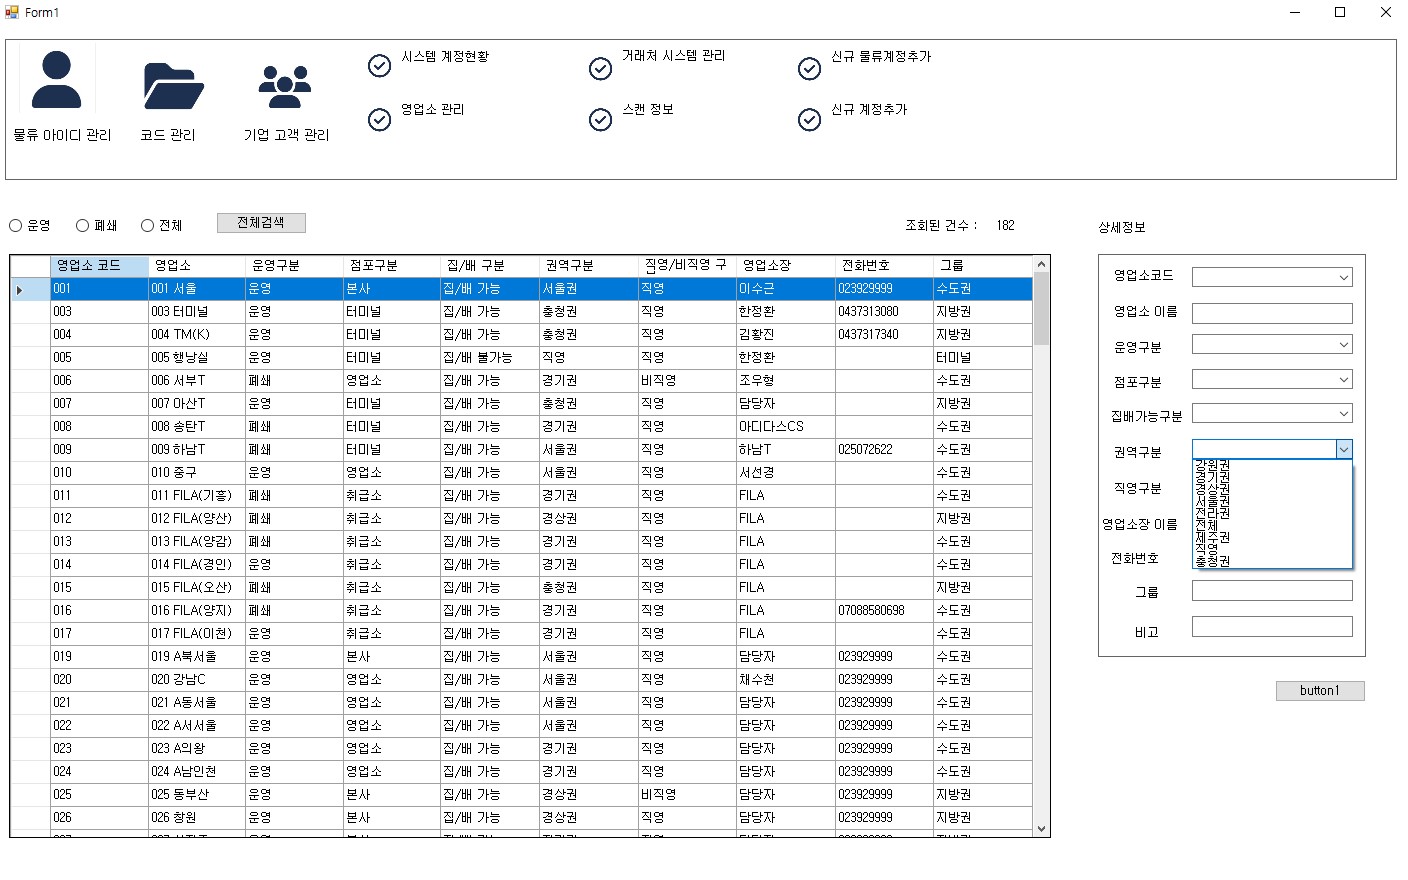 Form1
시스템 계정현황
거래처 시스템 관리
신규 물류계정추가
영업소 관리
스캔 정보
신규 계정추가
물류 아이디 관리
코드 관리
기업 고객 관리
운영
폐쇄
전체
전체검색
조회된 건수 : 182
상세정보
영업소 코드 영업소 운영구분 점포구분 집/배 구분 권역구분 직영/비직영 구 영업소장 전화번호 그룹
001 001 서울 운영 본사 집/배 가능 서울권 직영 이수근 023929999 수도권
003 003 터미널 운영 터미널 집/배 가능 충청권 직영 한정환 0437313080 지방권
004 004 TM(K) 운영 터미널 집/배 가능 충청권 직영 김황진 0437317340 지방권
005 005 행낭실 운영 터미널 집/배 불가능 직영 직영 한정환 터미널
006 006 서부T 폐쇄 영업소 집/배 가능 경기권 비직영 조우형 수도권
007 007 아산T 운영 터미널 집/배 가능 충청권 직영 담당자 지방권
008 008 송탄T 폐쇄 터미널 집/배 가능 경기권 직영 아디다스CS 수도권
009 009 하남T 폐쇄 터미널 집/배 가능 서울권 직영 하남T 025072622 수도권
010 010 중구 운영 영업소 집/배 가능 서울권 직영 서선경 수도권
011 011 FILA(기흥) 폐쇄 취급소 집/배 가능 경기권 직영 FILA 수도권
012 012 FILA(양산) 폐쇄 취급소 집/배 가능 경상권 직영 FILA 지방권
013 013 FILA(양감) 폐쇄 취급소 집/배 가능 경기권 직영 FILA 수도권
014 014 FILA(경인) 운영 취급소 집/배 가능 경기권 직영 FILA 수도권
015 015 FILA(오산) 폐쇄 취급소 집/배 가능 충청권 직영 FILA 지방권
016 016 FILA(양지) 폐쇄 취급소 집/배 가능 경기권 직영 FILA 07088580698 수도권
017 017 FILA(이천) 운영 취급소 집/배 가능 경기권 직영 FILA 수도권
019 019 A북서울 운영 본사 집/배 가능 서울권 직영 담당자 023929999 수도권
020 020 강남C 운영 영업소 집/배 가능 서울권 직영 채수천 023929999 수도권
021 021 A동서울 운영 영업소 집/배 가능 서울권 직영 담당자 023929999 수도권
022 022 A서서울 운영 영업소 집/배 가능 서울권 직영 담당자 023929999 수도권
023 023 A의왕 운영 영업소 집/배 가능 경기권 직영 담당자 023929999 수도권
024 024 A남인천 운영 영업소 집/배 가능 경기권 직영 담당자 023929999 수도권
025 025 동부산 운영 본사 집/배 가능 경상권 비직영 담당자 023929999 지방권
026 026 창원 운영 본사 집/배 가능 경상권 직영 담당자 023929999 지방권
영업소코드
영업소 이름
운영구분
점포구분
집배가능구분
권역구분
강원권
경기권
경상권
서울권
전라권
전체
제주권
직영
충청권
직영구분
영업소장 이름
전화번호
그룹
비고
button1